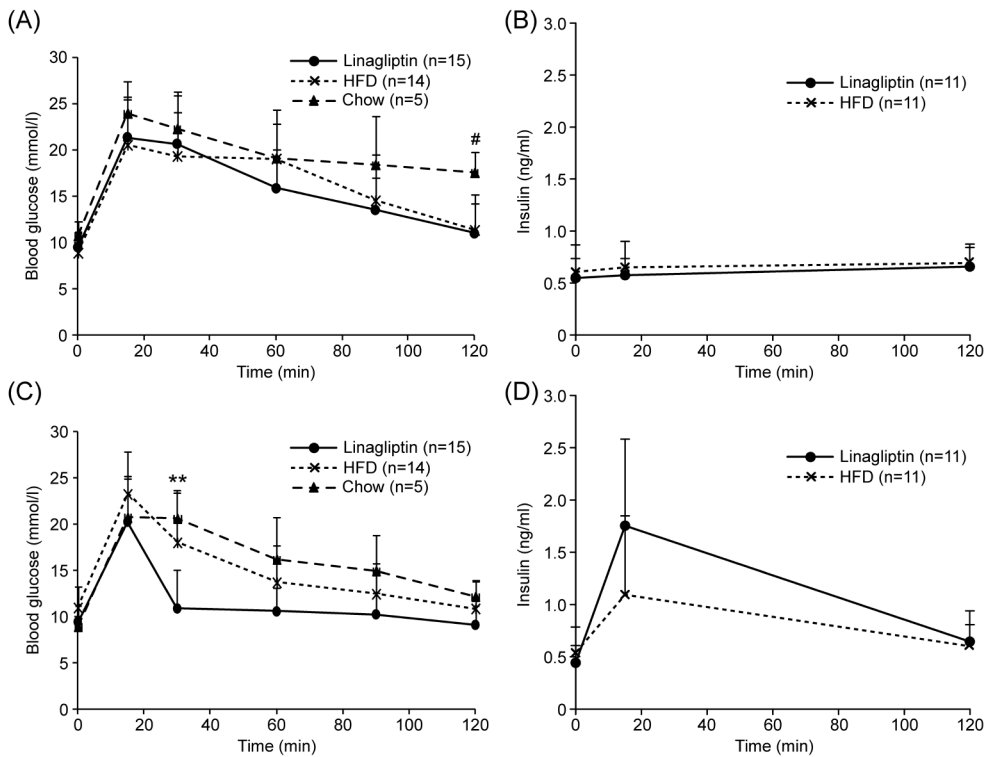 (A)
30
25
20
15
10
5
0
Blood glucose (mmol/l)
Linagliptin (n=15)
HFD (n=14)
Chow (n=5)
#
0 20 40 60 80 100 120
Time (min)
(B)
3.0
2.5
2.0
1.5
1.0
0.5
0
Insulin (ng/ml)
Linagliptin (n=11)
HFD (n=11)
0 20 40 60 80 100 120
Time (min)
(C)
30
25
20
15
10
5
0
Blood glucose (mmol/l)
Linagliptin (n=15)
HFD (n=14)
Chow (n=5)
**
0 20 40 60 80 100 120
Time (min)
(D)
3.0
2.5
2.0
1.5
1.0
0.5
0
Insulin (ng/ml)
Linagliptin (n=11)
HFD (n=11)
0 20 40 60 80 100 120
Time (min)